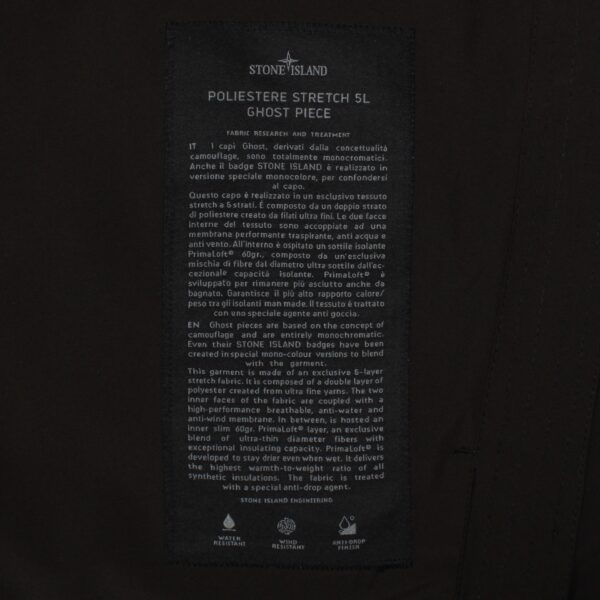 STONE ISLAND
POLIESTERE STRETCH 5L
GHOST PIECE
FABRIC RESEARCH AND TREATMENT
IT I capi Ghost, derivati dalla concettualità
camouflage, sono totalmente monocromatici.
Anche il badge STONE ISLAND è realizzato in
versione speciale monocolore, per confondersi
al capo.
Questo capo è realizzato in un esclusivo tessuto
stretch a 5 strati. È composto da un doppio strato
di poliestere creato da filati ultra fini. Le due facce
interne del tessuto sono accoppiate ad una
membrana performante traspirante, anti acqua e
anti vento. All'interno è ospitato un sottile isolante
PrimaLoft® 60gr., composto da un'esclusiva
mischia di fibre dal diametro ultra sottile dall'ac-
cezionale capacità isolante. PrimaLoft® è
sviluppato per rimanere più asciutto anche da
bagnato. Garantisce il più alto rapporto calore/
peso tra gli isolanti man made. Il tessuto è trattato
con uno speciale agente anti goccia.
EN Ghost pieces are based on the concept of
camouflage and are entirely monochromatic.
Even their STONE ISLAND badges have been
created in special mono-colour versions to blend
with the garment.
This garment is made of an exclusive 5-layer
stretch fabric. It is composed of a double layer of
polyester created from ultra fine yarns. The two
inner faces of the fabric are coupled with a
high-performance breathable, anti-water and
anti-wind membrane. In between, is hosted an
inner slim 60gr. PrimaLoft® layer, an exclusive
blend of ultra-thin diameter fibers with
exceptional insulating capacity. PrimaLoft® is
developed to stay drier even when wet. It delivers
the highest warmth-to-weight ratio of all
synthetic insulations. The fabric is treated
with a special anti-drop agent.
STONE ISLAND ENGINEERING
WATER
RESISTANT
WIND
RESISTANT
ANTI-DROP
FINISH